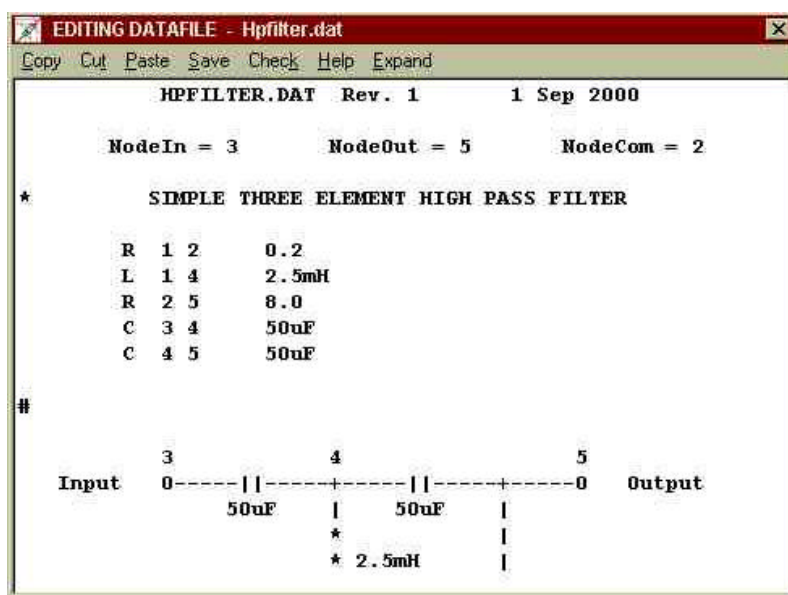 EDITING DATAFILE - Hpfilter.dat
Copy Cut Paste Save Check Help Expand
HPFILTER.DAT Rev. 1 1 Sep 2000
NodeIn = 3 NodeOut = 5 NodeCom = 2
* SIMPLE THREE ELEMENT HIGH PASS FILTER
R 1 2 0.2
L 1 4 2.5mH
R 2 5 8.0
C 3 4 50uF
C 4 5 50uF
#
3 4 5
Input 0-----||-----+-----||-----+-----0 Output
50uF | 50uF |
* |
* 2.5mH |